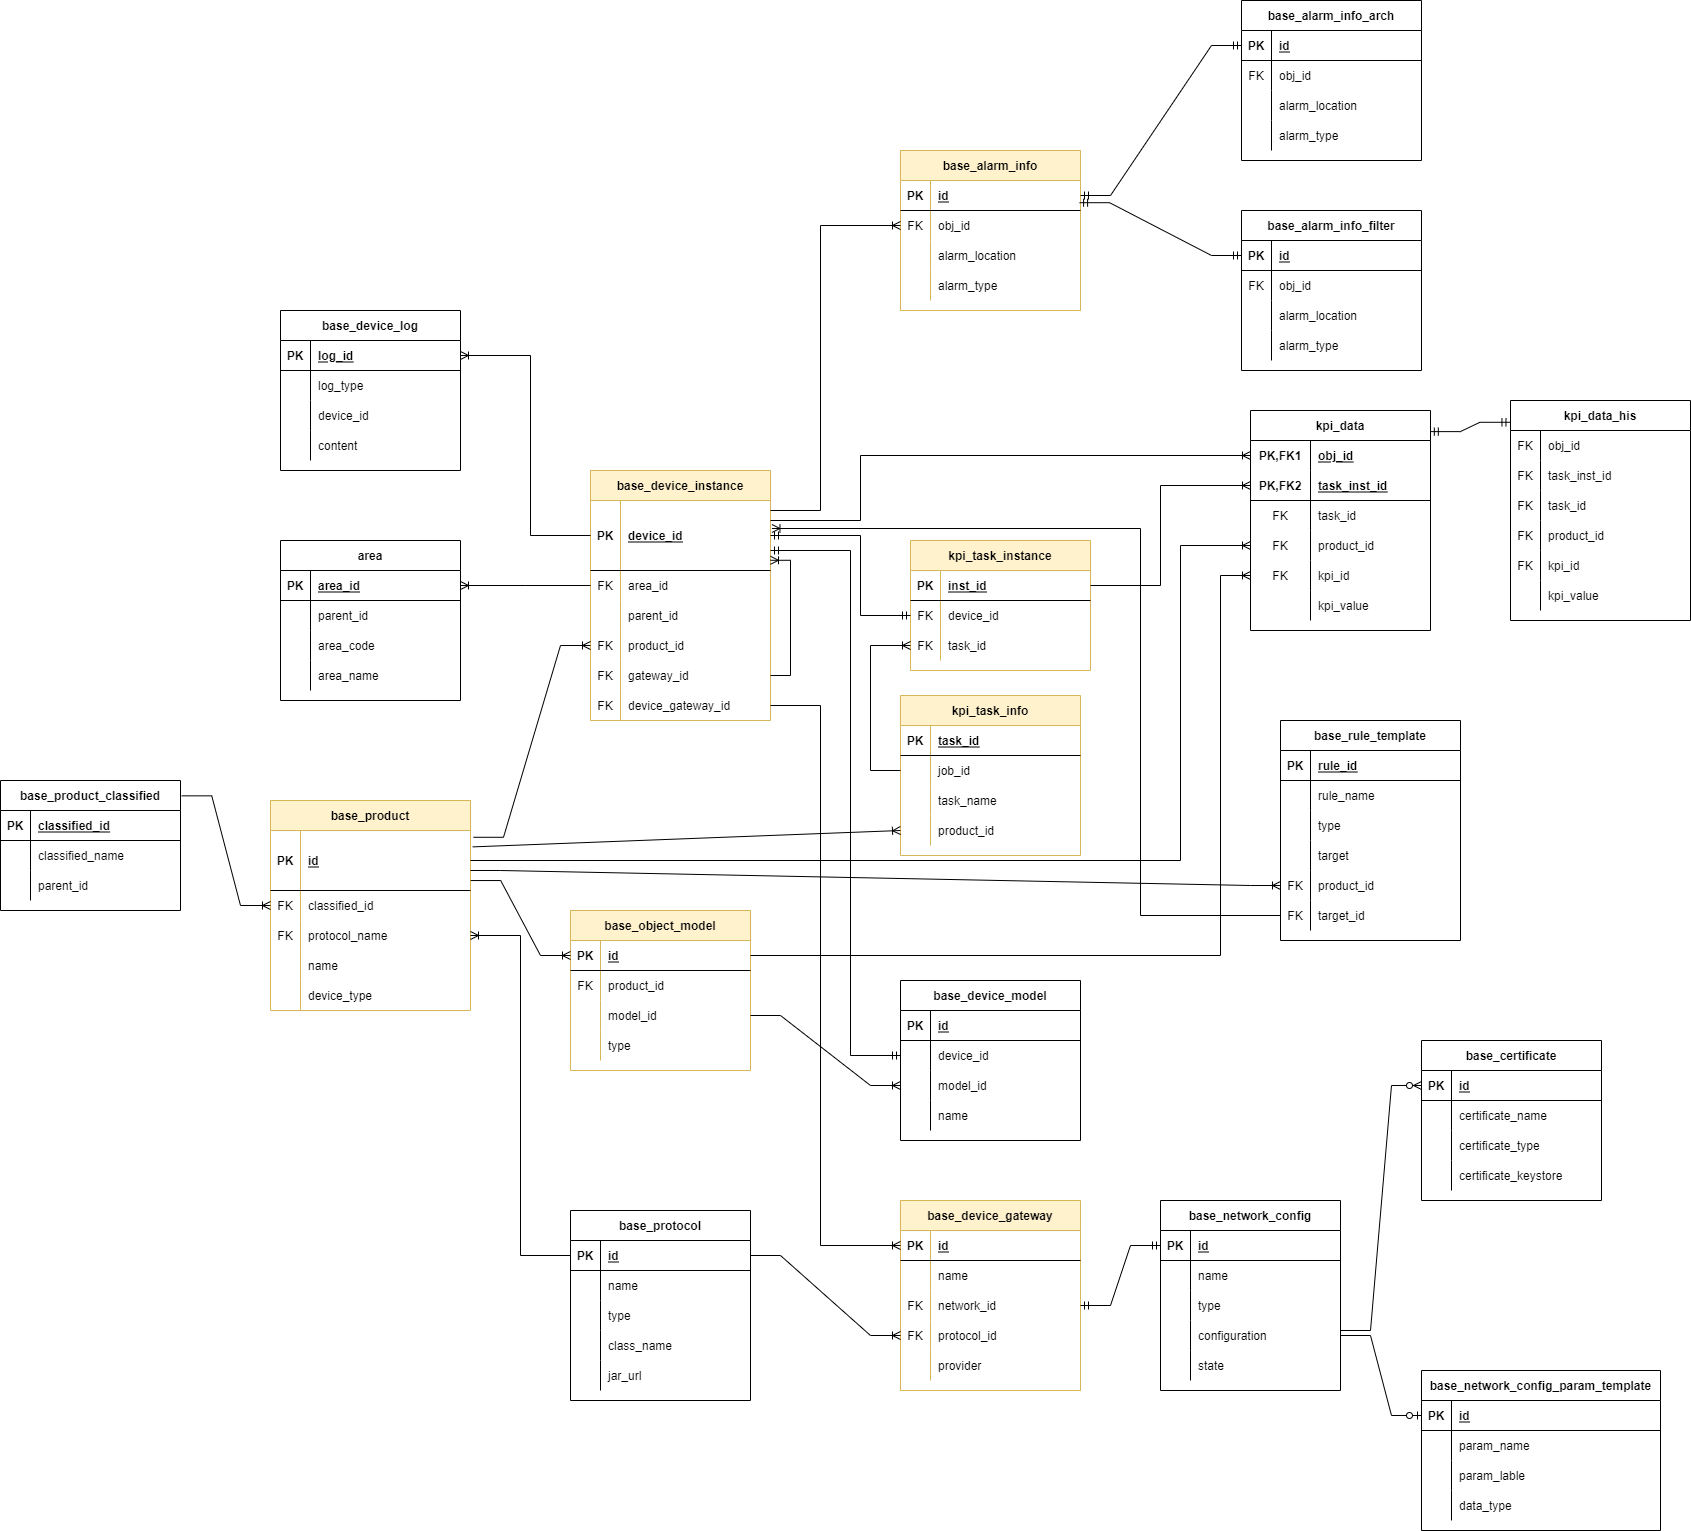 base_alarm_info_arch
PK id
FK obj_id
alarm_location
alarm_type
base_alarm_info
PK id
FK obj_id
alarm_location
alarm_type
base_alarm_info_filter
PK id
FK obj_id
alarm_location
alarm_type
base_device_log
PK log_id
log_type
device_id
content
kpi_data
PK,FK1 obj_id
PK,FK2 task_inst_id
FK task_id
FK product_id
FK kpi_id
kpi_value
kpi_data_his
FK obj_id
FK task_inst_id
FK task_id
FK product_id
FK kpi_id
kpi_value
base_device_instance
PK device_id
FK area_id
parent_id
FK product_id
FK gateway_id
FK device_gateway_id
area
PK area_id
parent_id
area_code
area_name
kpi_task_instance
PK inst_id
FK device_id
FK task_id
kpi_task_info
PK task_id
job_id
task_name
product_id
base_rule_template
PK rule_id
rule_name
type
target
FK product_id
FK target_id
base_product_classified
PK classified_id
classified_name
parent_id
base_product
PK id
FK classified_id
FK protocol_name
name
device_type
base_object_model
PK id
FK product_id
model_id
type
base_device_model
PK id
device_id
model_id
name
base_certificate
PK id
certificate_name
certificate_type
certificate_keystore
base_protocol
PK id
name
type
class_name
jar_url
base_device_gateway
PK id
name
FK network_id
FK protocol_id
provider
base_network_config
PK id
name
type
configuration
state
base_network_config_param_template
PK id
param_name
param_lable
data_type